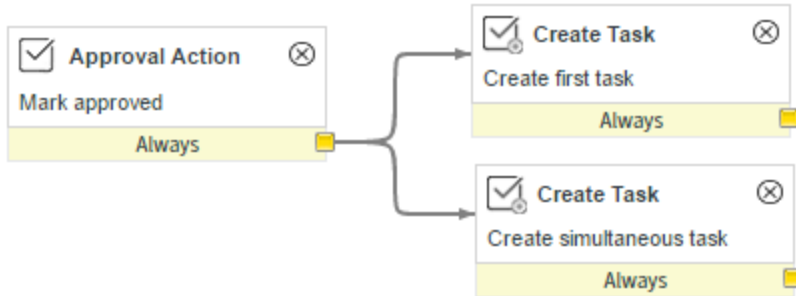 Approval Action
Mark approved
Always
Create Task
Create first task
Always
Create Task
Create simultaneous task
Always